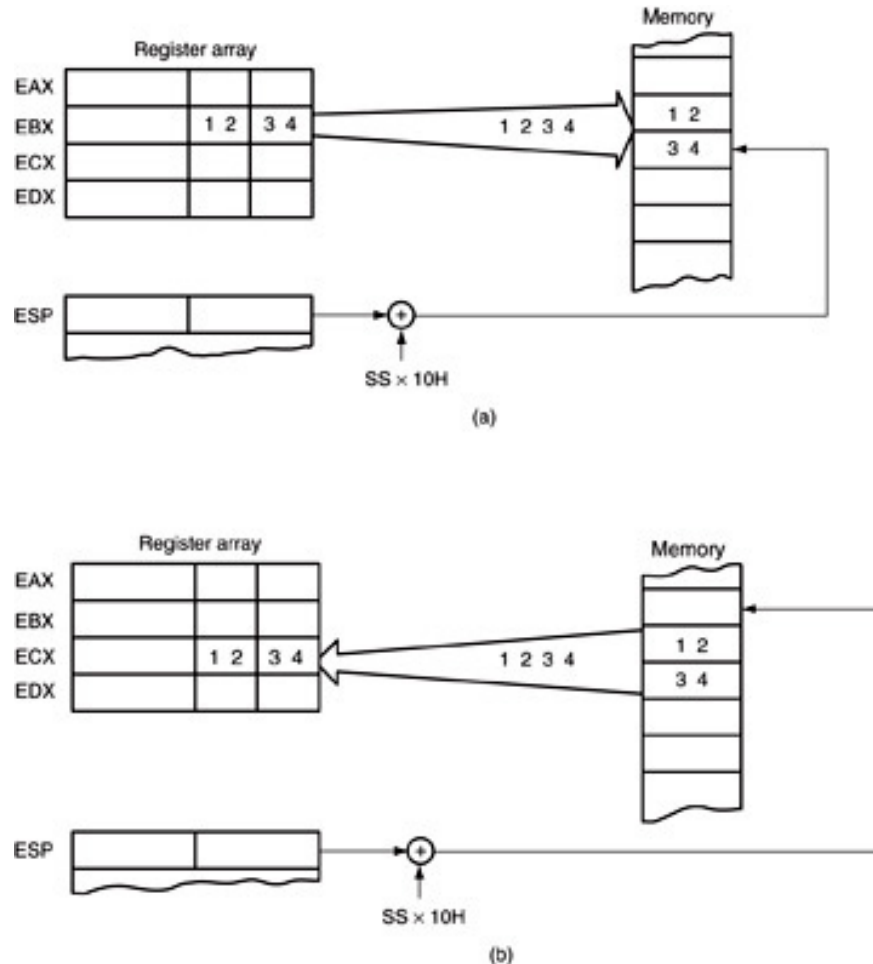 Memory
Register array
EAX
EBX 1 2 3 4 1 2 3 4 1 2
ECX 3 4
EDX
ESP
+
SS × 10H
(a)
Register array Memory
EAX
EBX
ECX 1 2 3 4 1 2 3 4 1 2
EDX 3 4
ESP
+
SS × 10H
(b)